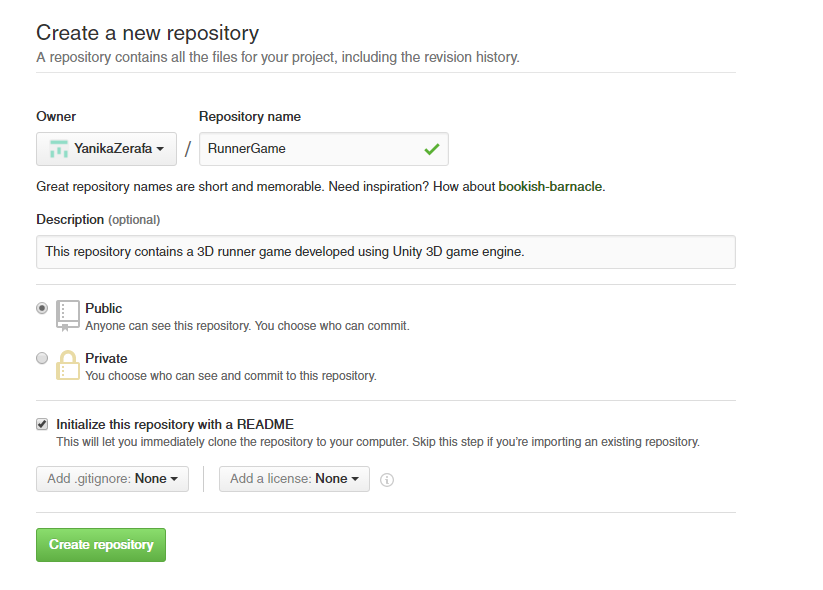 Create a new repository
A repository contains all the files for your project, including the revision history.
Owner
Repository name
YanikaZerafa / RunnerGame
Great repository names are short and memorable. Need inspiration? How about bookish-barnacle.
Description (optional)
This repository contains a 3D runner game developed using Unity 3D game engine.
Public
Anyone can see this repository. You choose who can commit.
Private
You choose who can see and commit to this repository.
Initialize this repository with a README
This will let you immediately clone the repository to your computer. Skip this step if you're importing an existing repository.
Add .gitignore: None
Add a license: None
Create repository